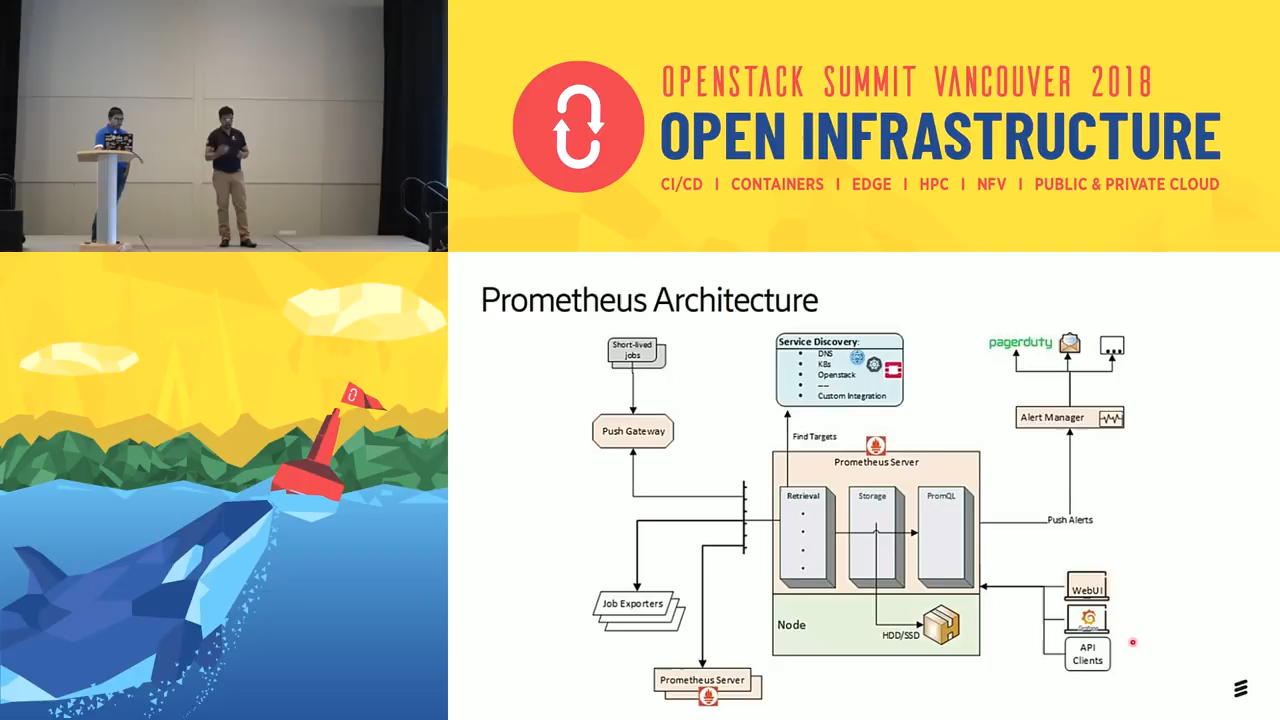 OPENSTACK SUMMIT VANCOUVER 2018
OPEN INFRASTRUCTURE
CI/CD | CONTAINERS | EDGE | HPC | NFV | PUBLIC & PRIVATE CLOUD
Prometheus Architecture
Short-lived
jobs
Push Gateway
Service Discovery:
• DNS
• K8s
• Openstack
• ---
• Custom Integration
Find Targets
pagerduty
Alert Manager
Prometheus Server
Retrieval
Storage
PromQL
Push Alerts
Job Exporters
Node
HDD/SSD
WebUI
Grafana
API
Clients
Prometheus Server